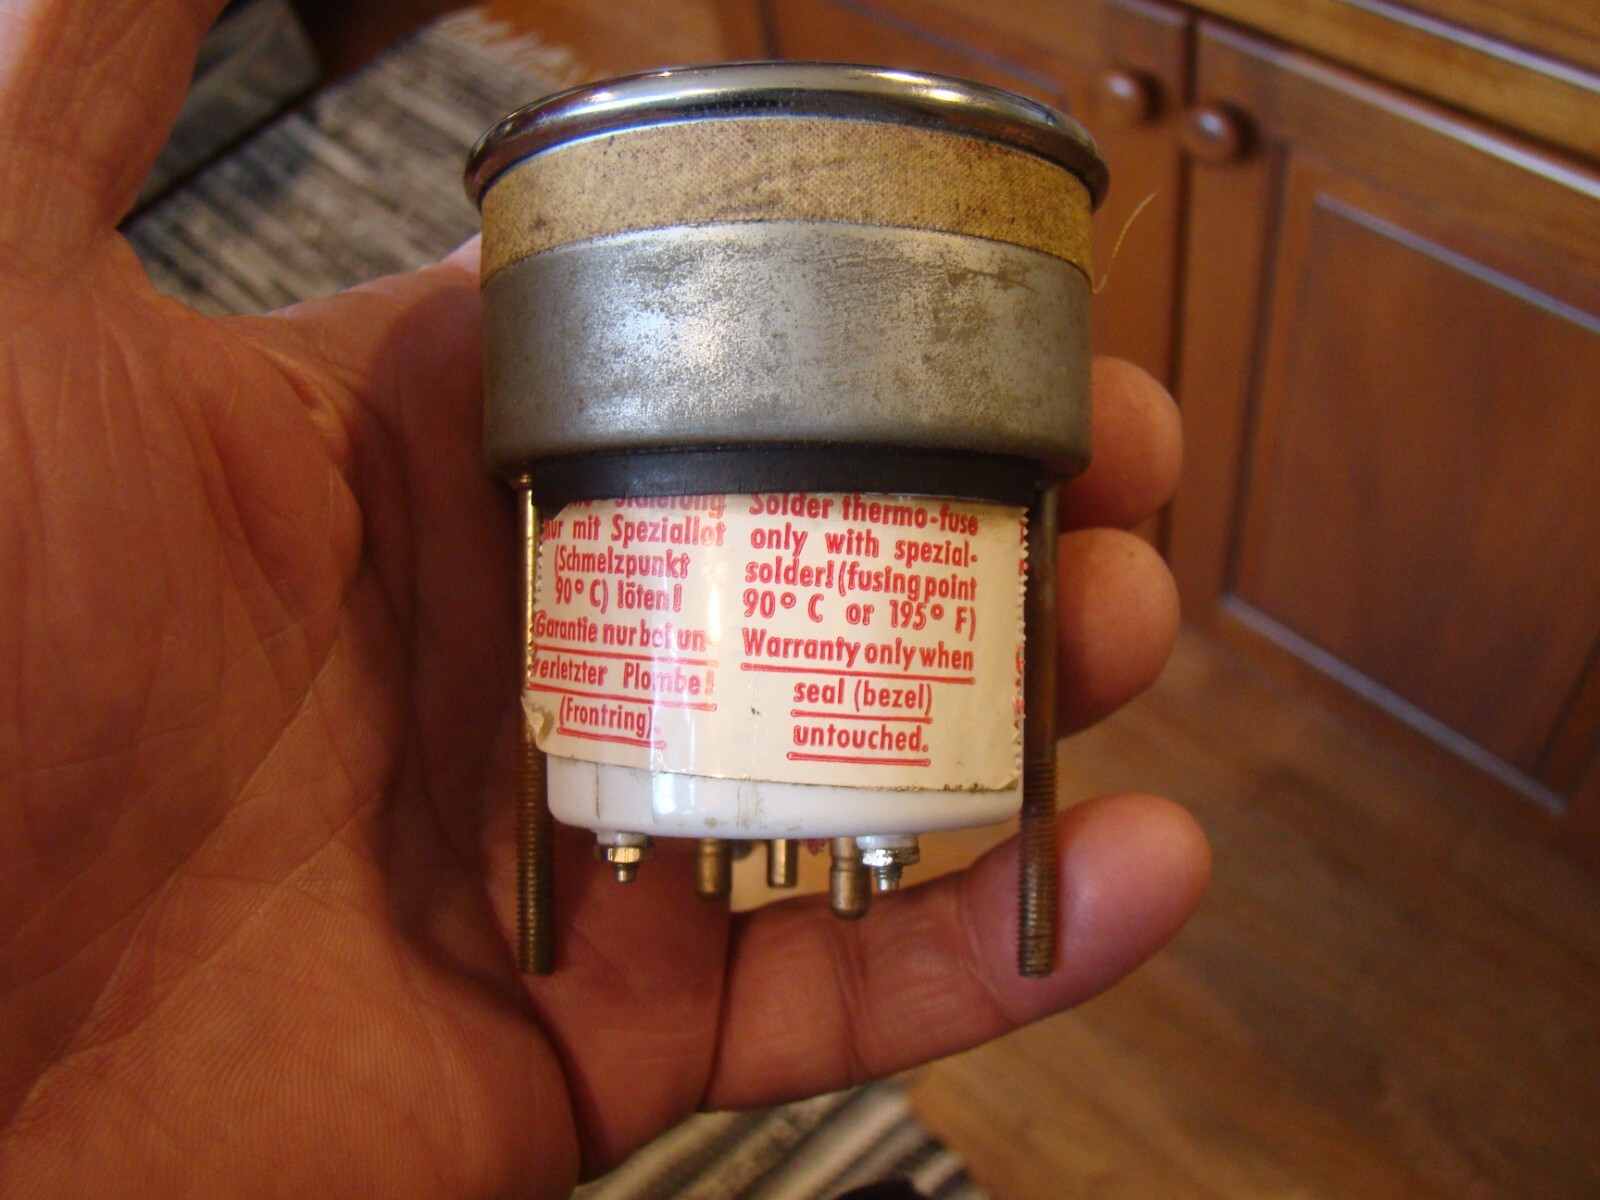 Sicherung
nur mit Speziallot
(Schmelzpunkt
90° C) löten!
Garantie nur bei un-
verletzter Plombe!
(Frontring).
Solder thermo-fuse
only with spezial-
solder! (fusing point
90° C or 195° F)
Warranty only when
seal (bezel)
untouched.